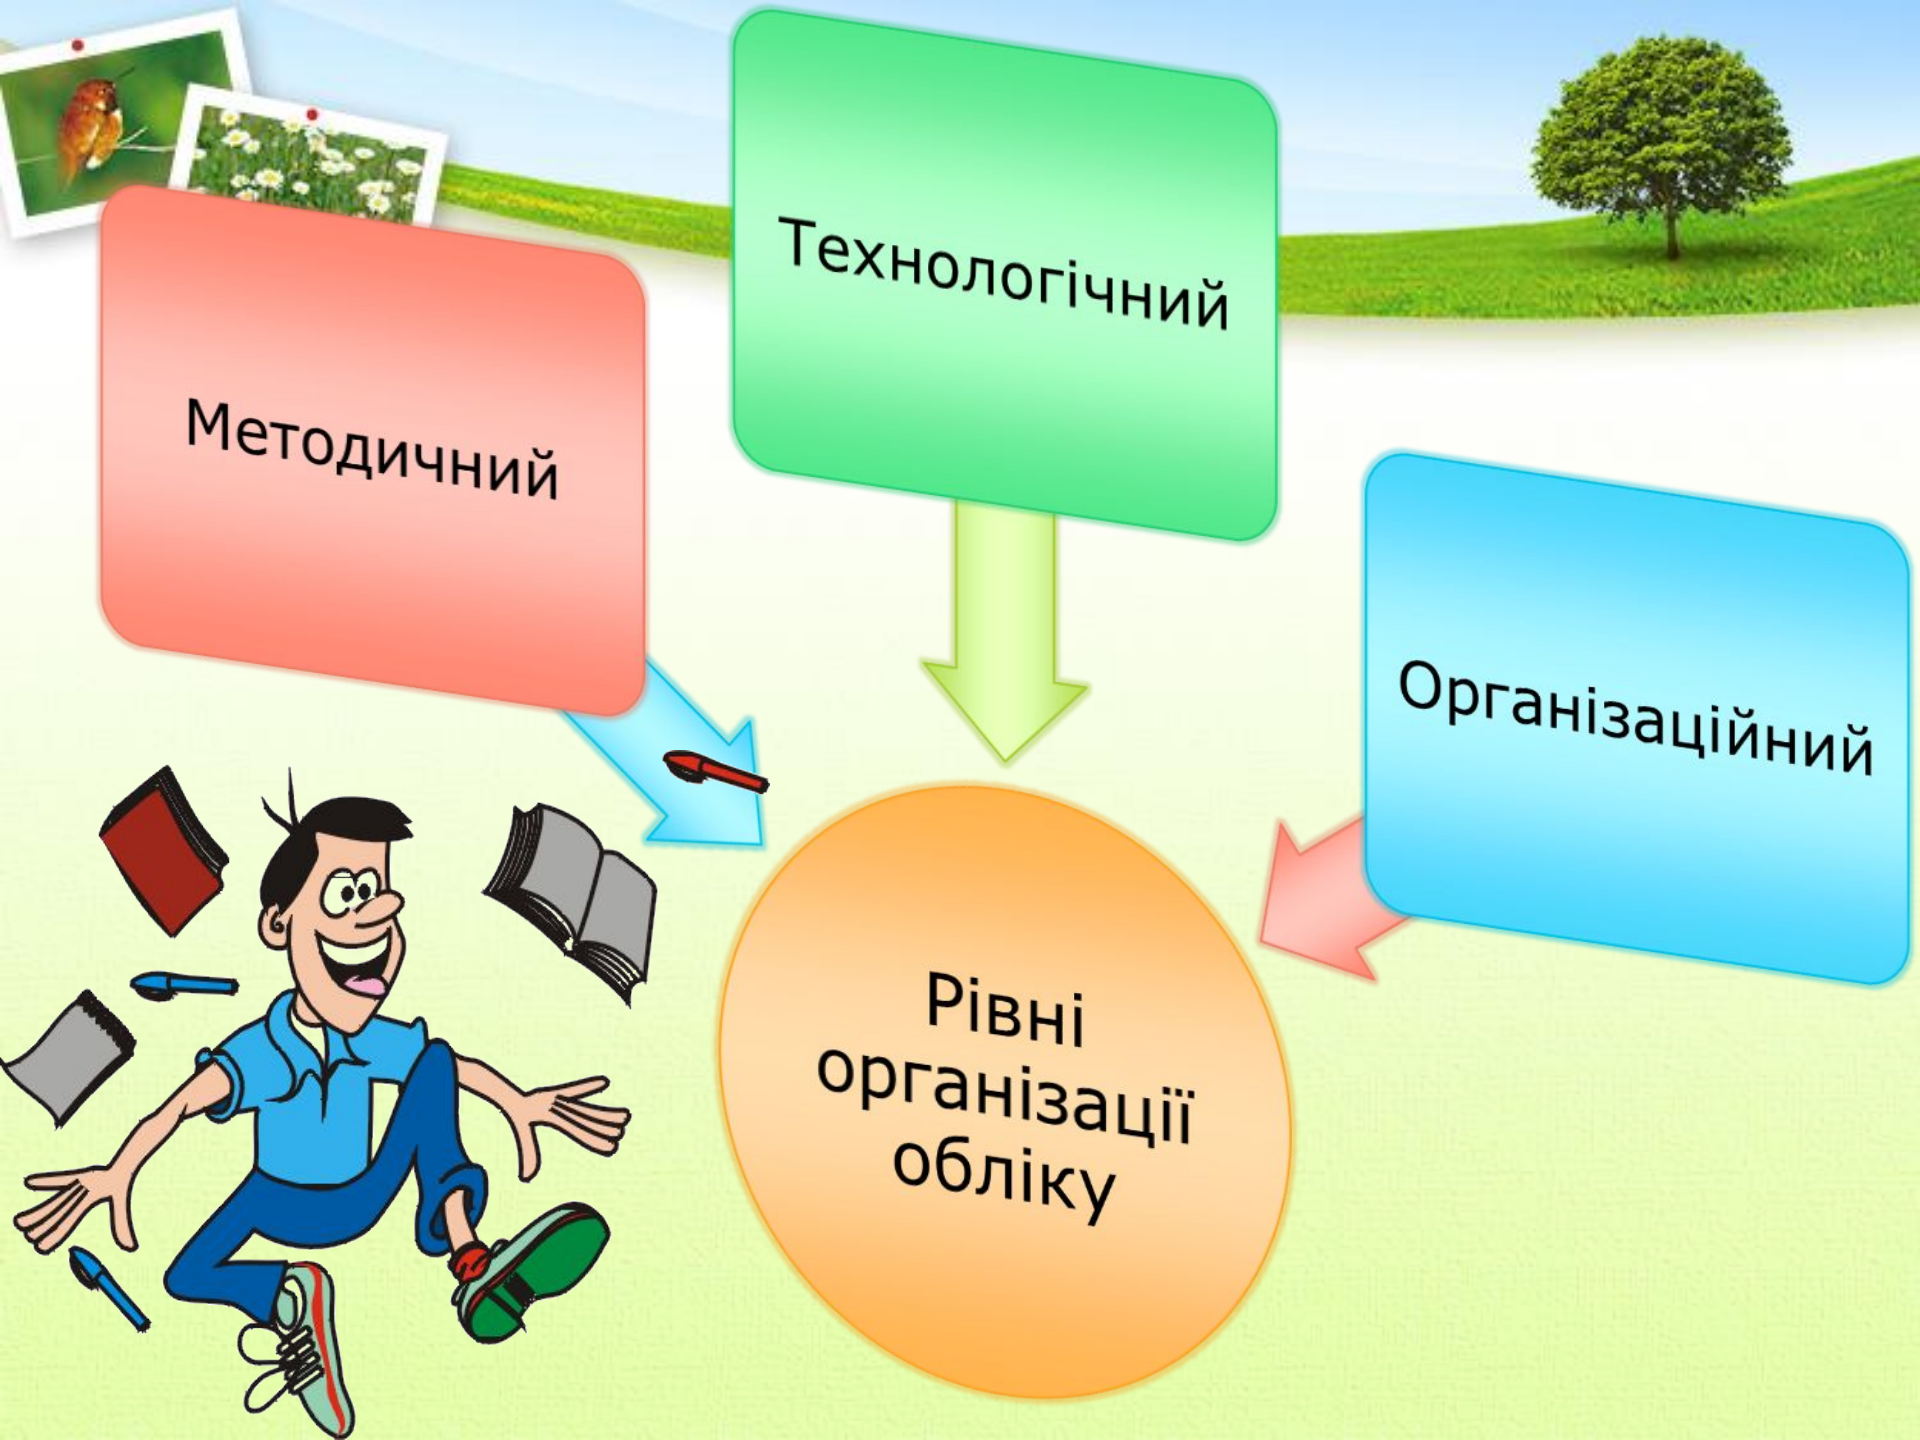 Технологічний
Методичний
Організаційний
Рівні
організації
обліку